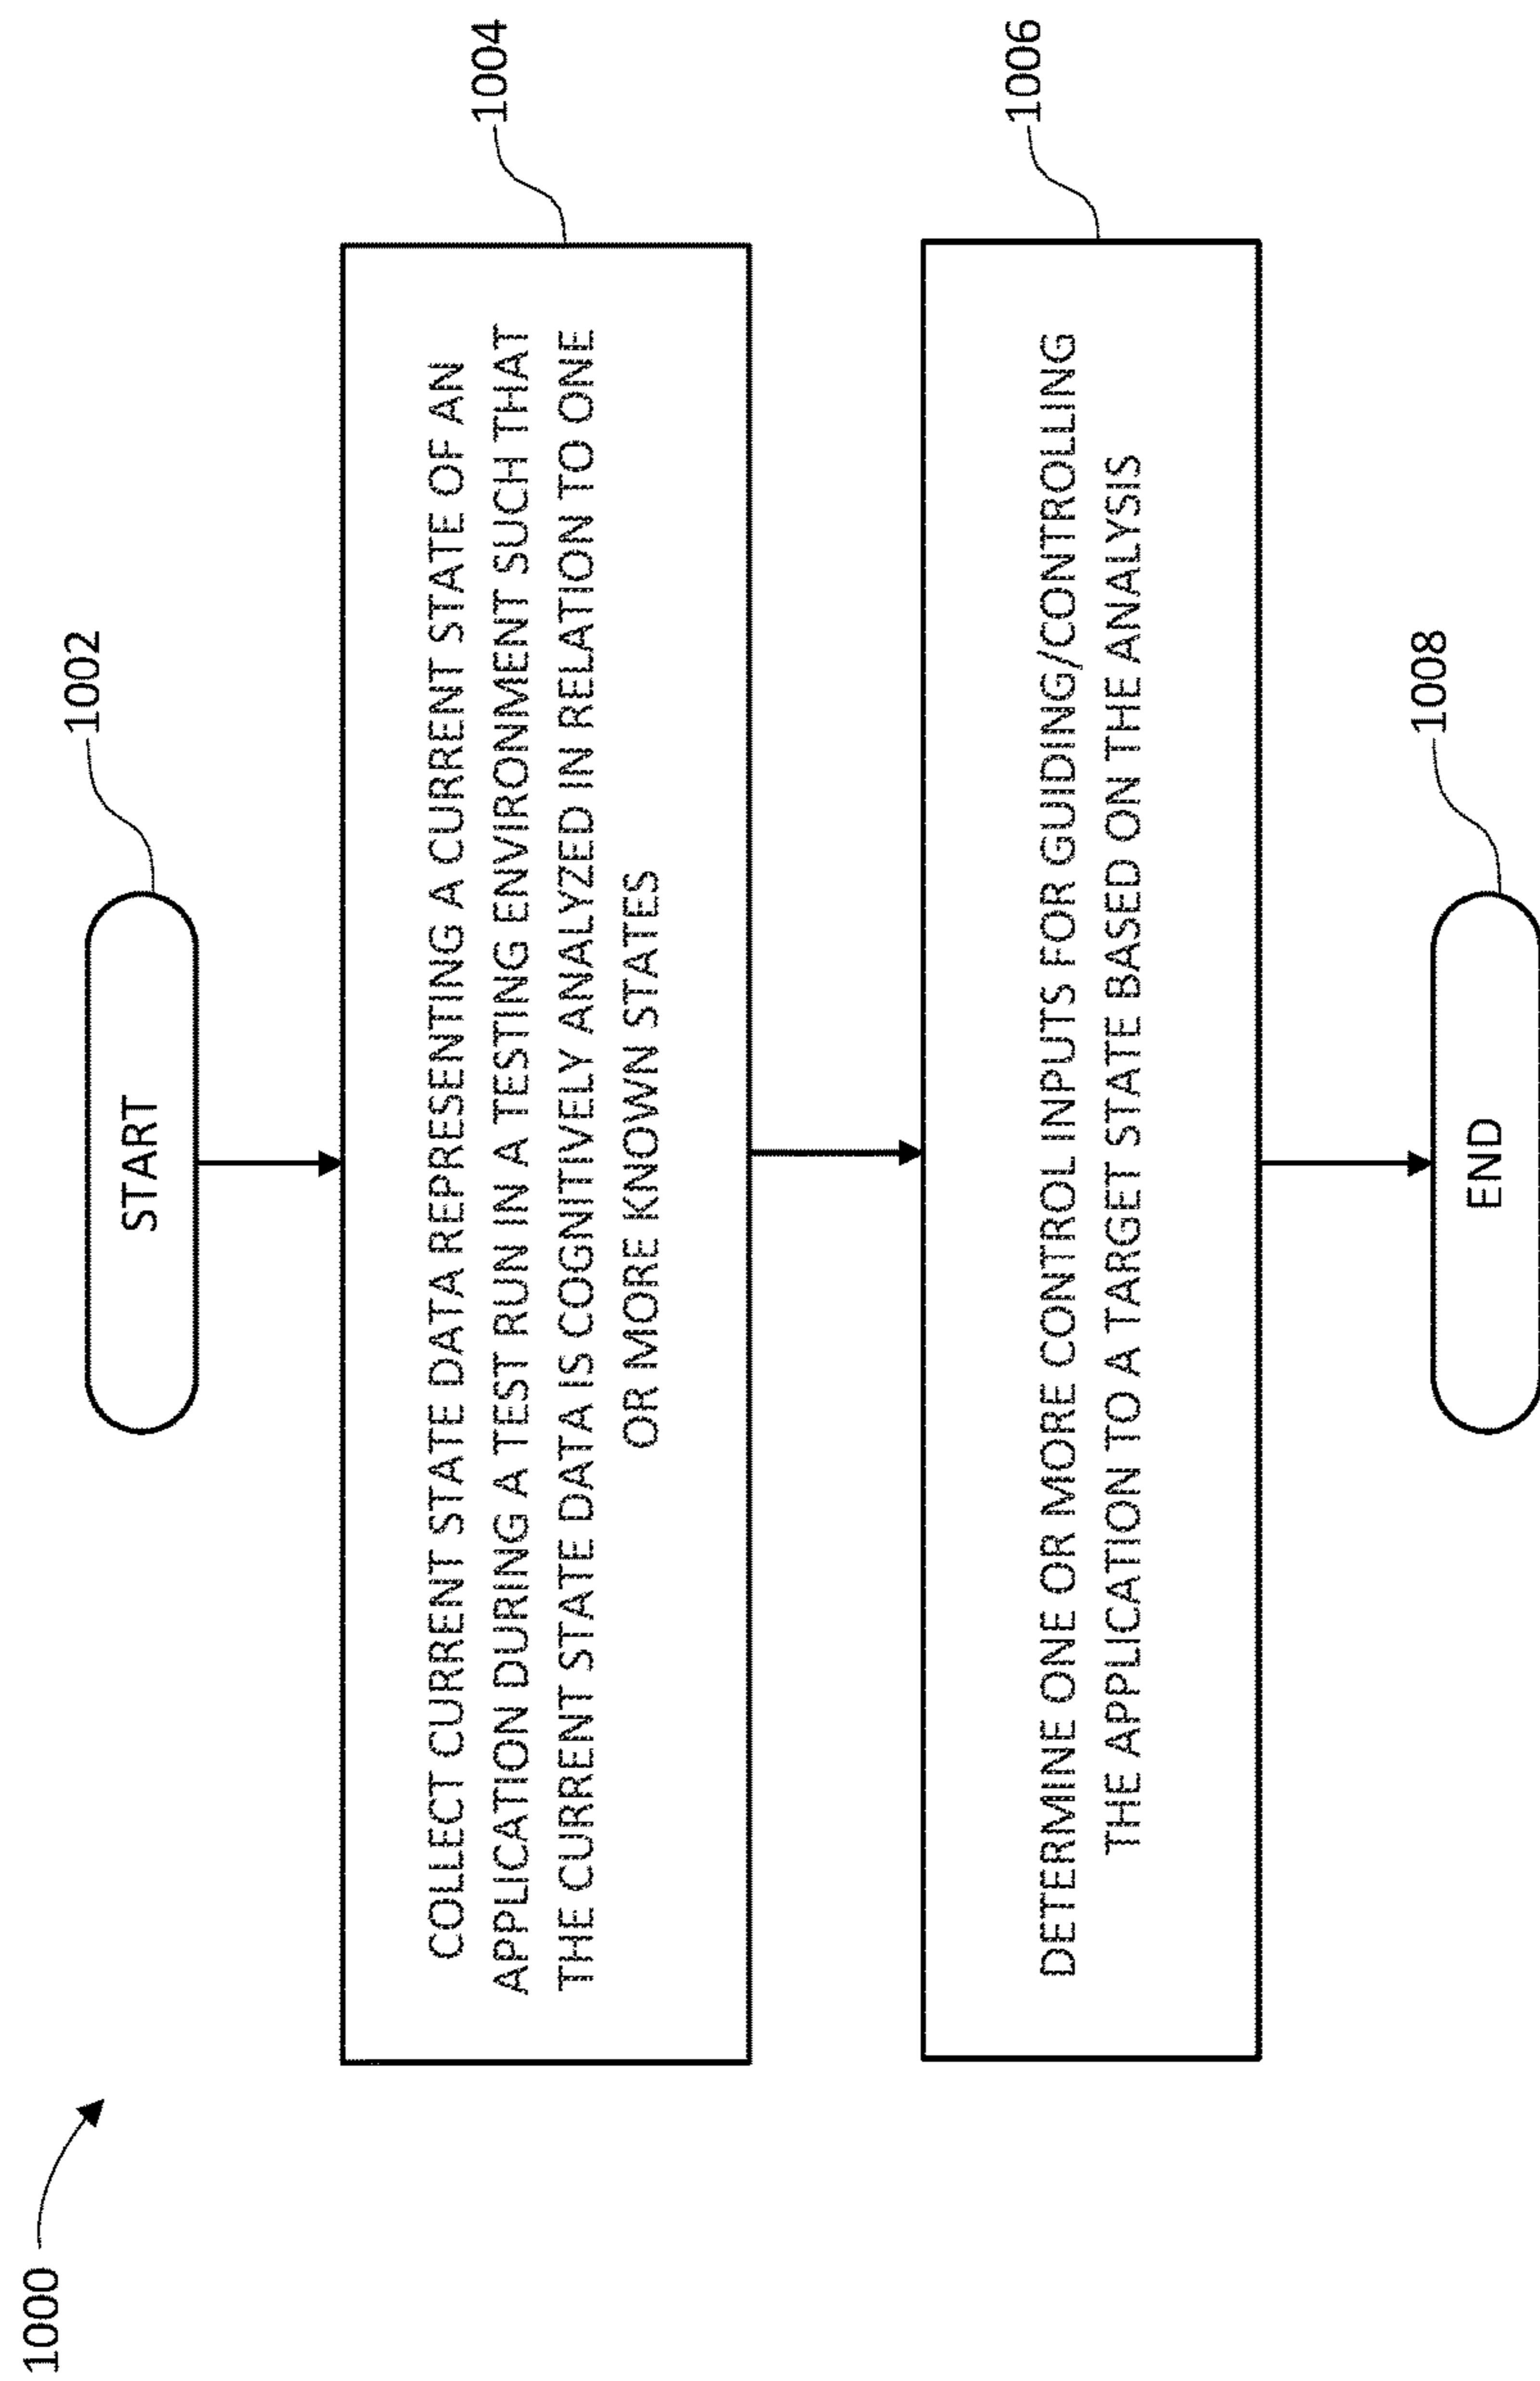 1000
1002
START
1004
COLLECT CURRENT STATE DATA REPRESENTING A CURRENT STATE OF AN
APPLICATION DURING A TEST RUN IN A TESTING ENVIRONMENT SUCH THAT
THE CURRENT STATE DATA IS COGNITIVELY ANALYZED IN RELATION TO ONE
OR MORE KNOWN STATES
1006
DETERMINE ONE OR MORE CONTROL INPUTS FOR GUIDING/CONTROLLING
THE APPLICATION TO A TARGET STATE BASED ON THE ANALYSIS
1008
END